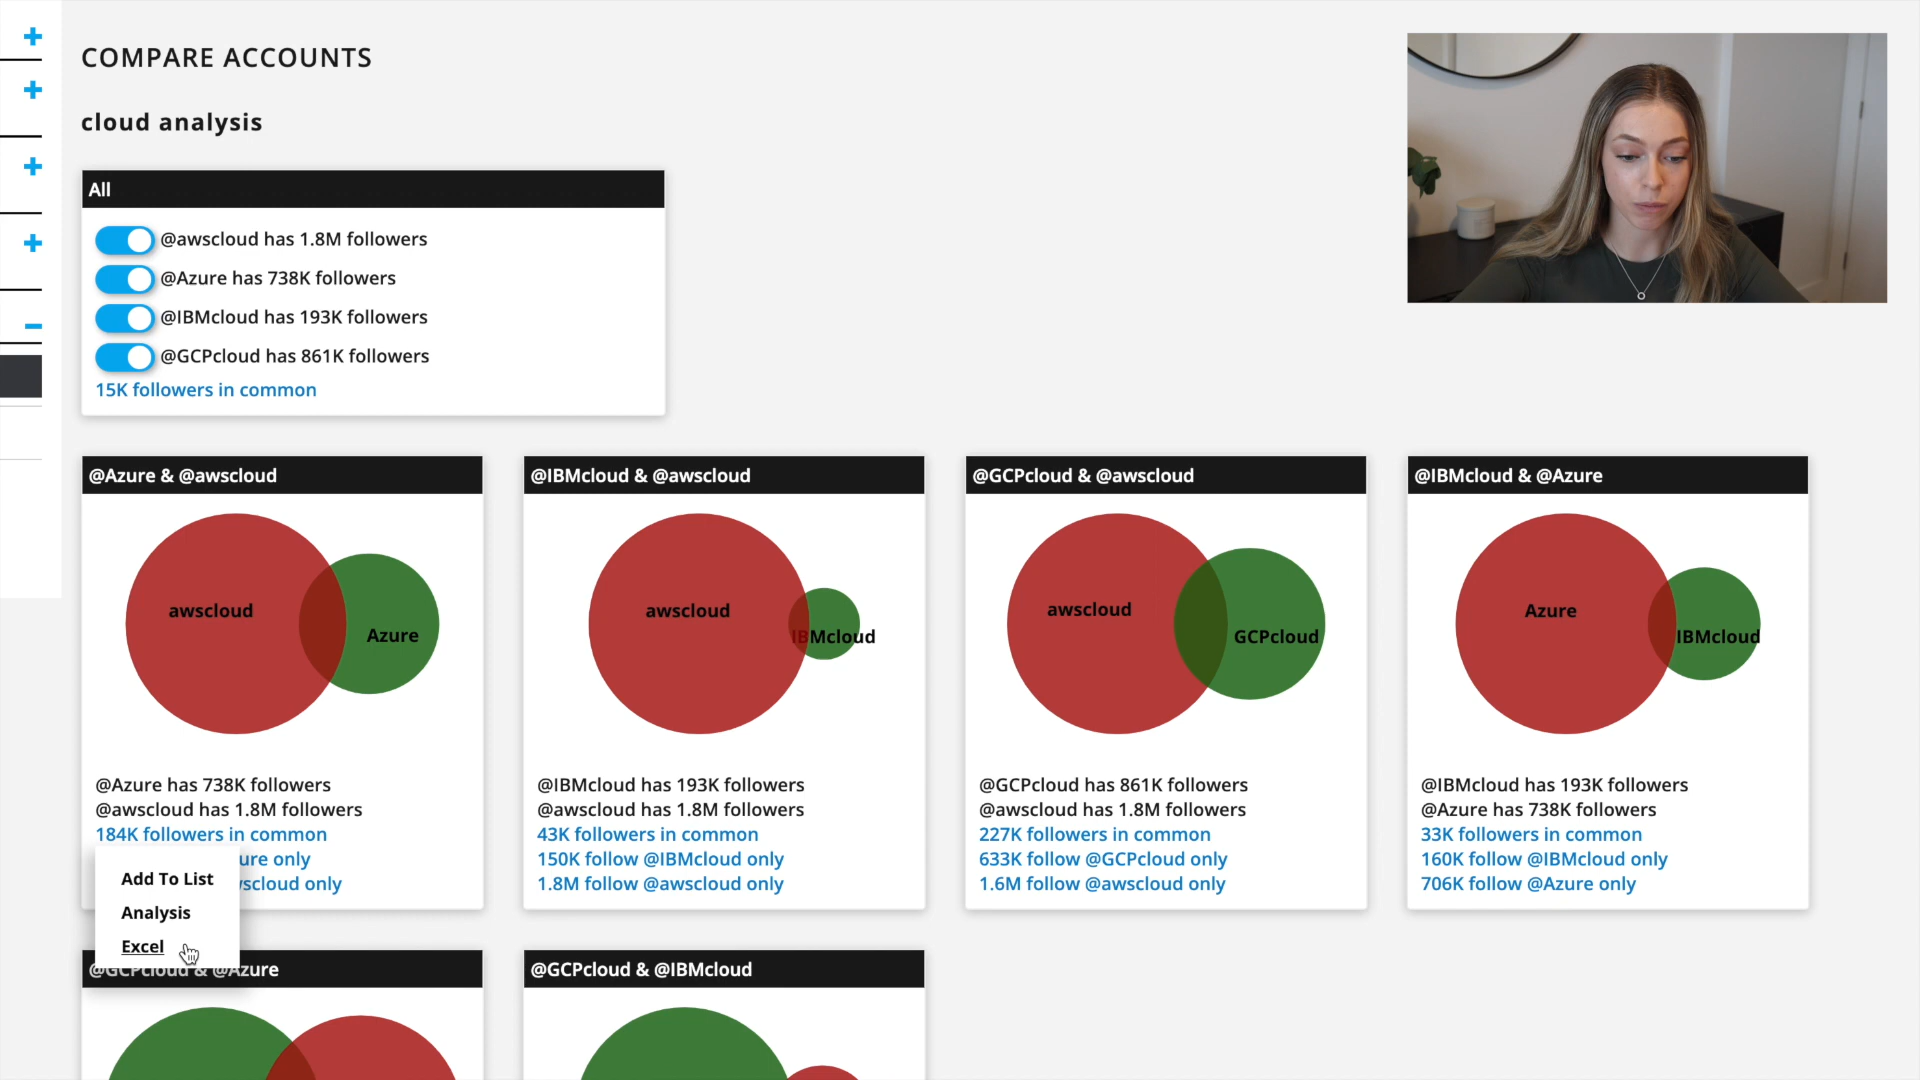 COMPARE ACCOUNTS
cloud analysis
All
@awscloud has 1.8M followers
@Azure has 738K followers
@IBMcloud has 193K followers
@GCPcloud has 861K followers
15K followers in common
@Azure & @awscloud
awscloud
Azure
@Azure has 738K followers
@awscloud has 1.8M followers
184K followers in common
ure only
scloud only
Add To List
Analysis
Excel
@IBMcloud & @awscloud
awscloud
IBMcloud
@IBMcloud has 193K followers
@awscloud has 1.8M followers
43K followers in common
150K follow @IBMcloud only
1.8M follow @awscloud only
@GCPcloud & @awscloud
awscloud
GCPcloud
@GCPcloud has 861K followers
@awscloud has 1.8M followers
227K followers in common
633K follow @GCPcloud only
1.6M follow @awscloud only
@IBMcloud & @Azure
Azure
IBMcloud
@IBMcloud has 193K followers
@Azure has 738K followers
33K followers in common
160K follow @IBMcloud only
706K follow @Azure only
@GCPcloud & @Azure
@GCPcloud & @IBMcloud